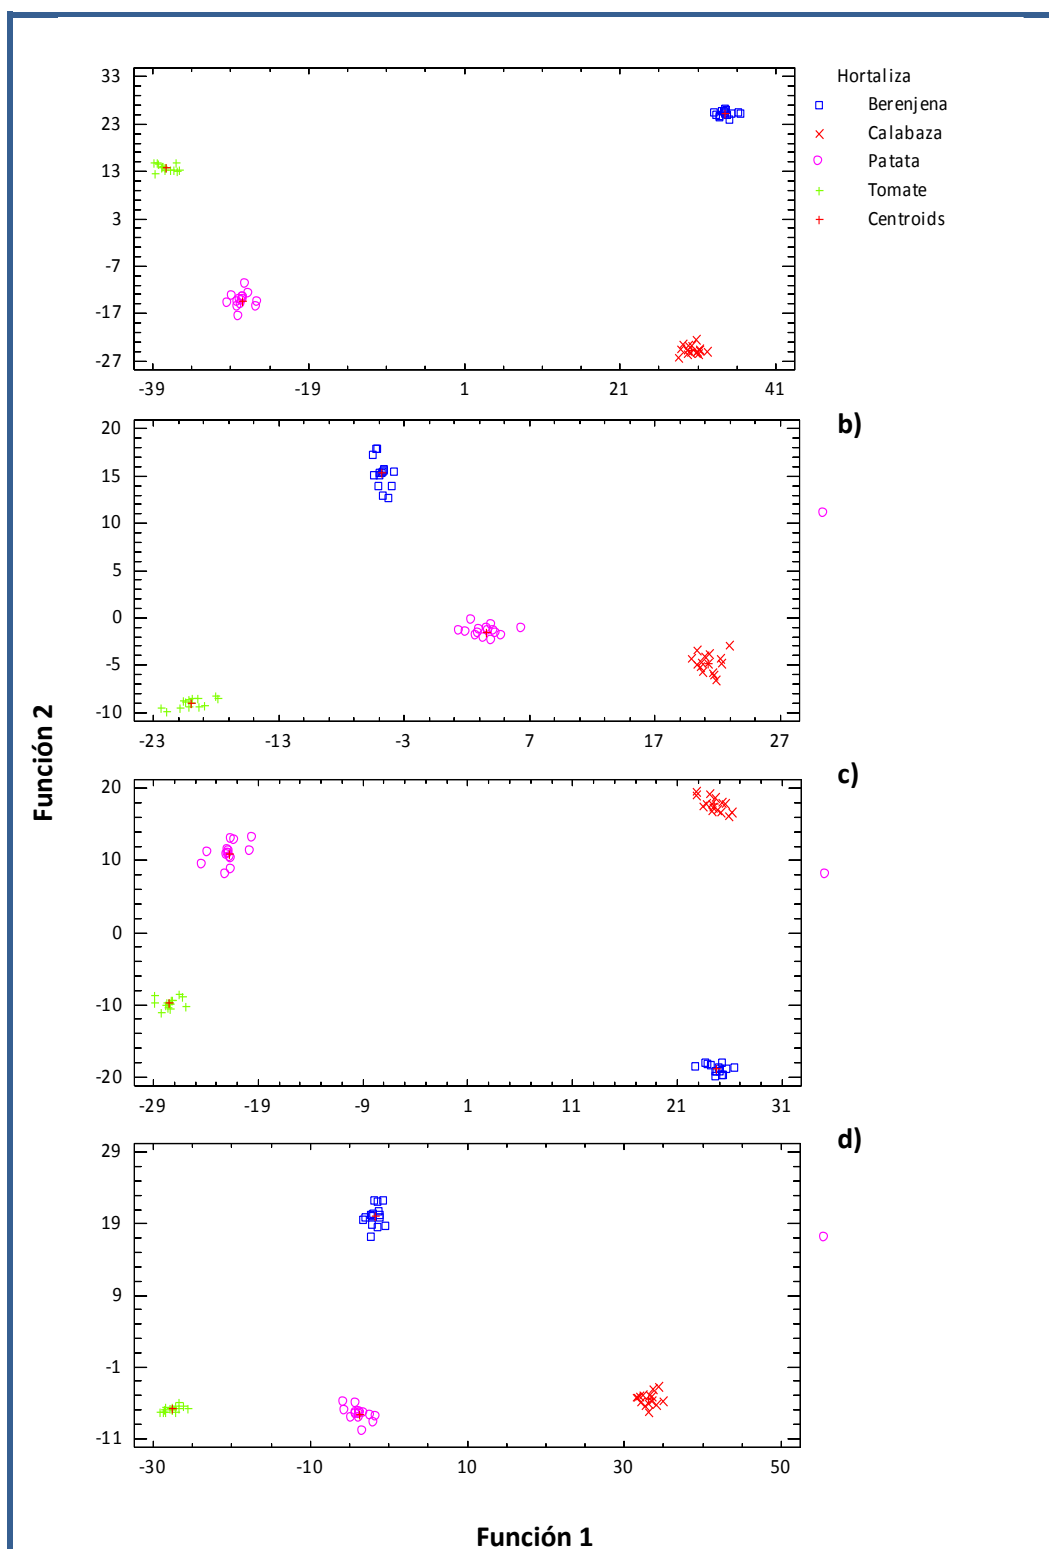 33
23
13
3
-7
-17
-27
-39 -19 1 21 41
Hortaliza
Berenjena
Calabaza
Patata
Tomate
Centroids
b)
20
15
10
5
0
-5
-10
-23 -13 -3 7 17 27
c)
20
10
0
-10
-20
-29 -19 -9 1 11 21 31
d)
29
19
9
-1
-11
-30 -10 10 30 50
Función 2
Función 1